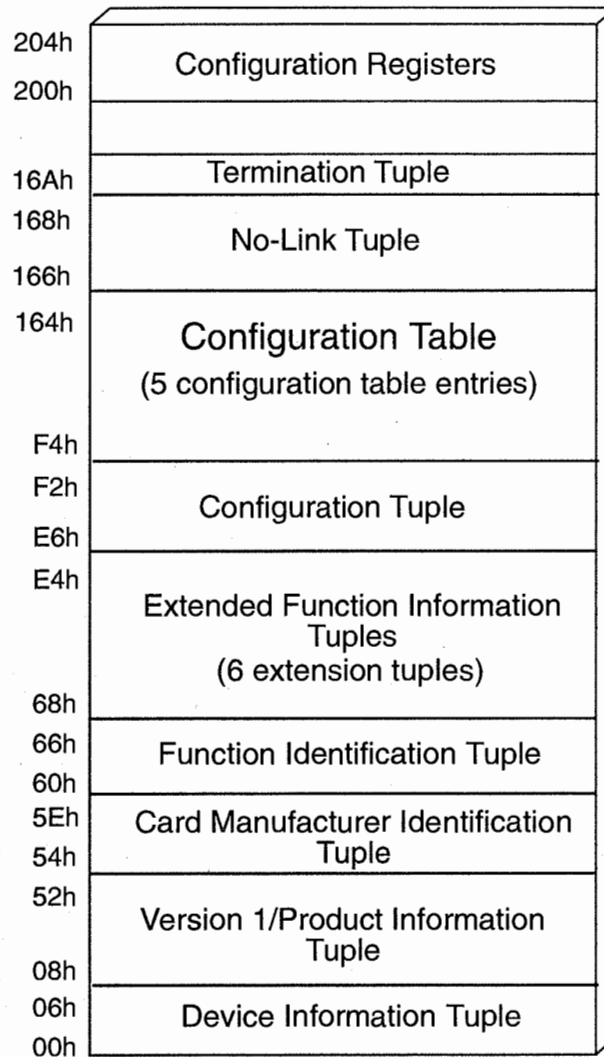 204h
Configuration Registers
200h
Termination Tuple
16Ah
168h
No-Link Tuple
166h
164h
Configuration Table
(5 configuration table entries)
F4h
F2h
Configuration Tuple
E6h
E4h
Extended Function Information
Tuples
(6 extension tuples)
68h
66h
Function Identification Tuple
60h
5Eh
Card Manufacturer Identification
Tuple
54h
52h
Version 1/Product Information
Tuple
08h
06h
Device Information Tuple
00h